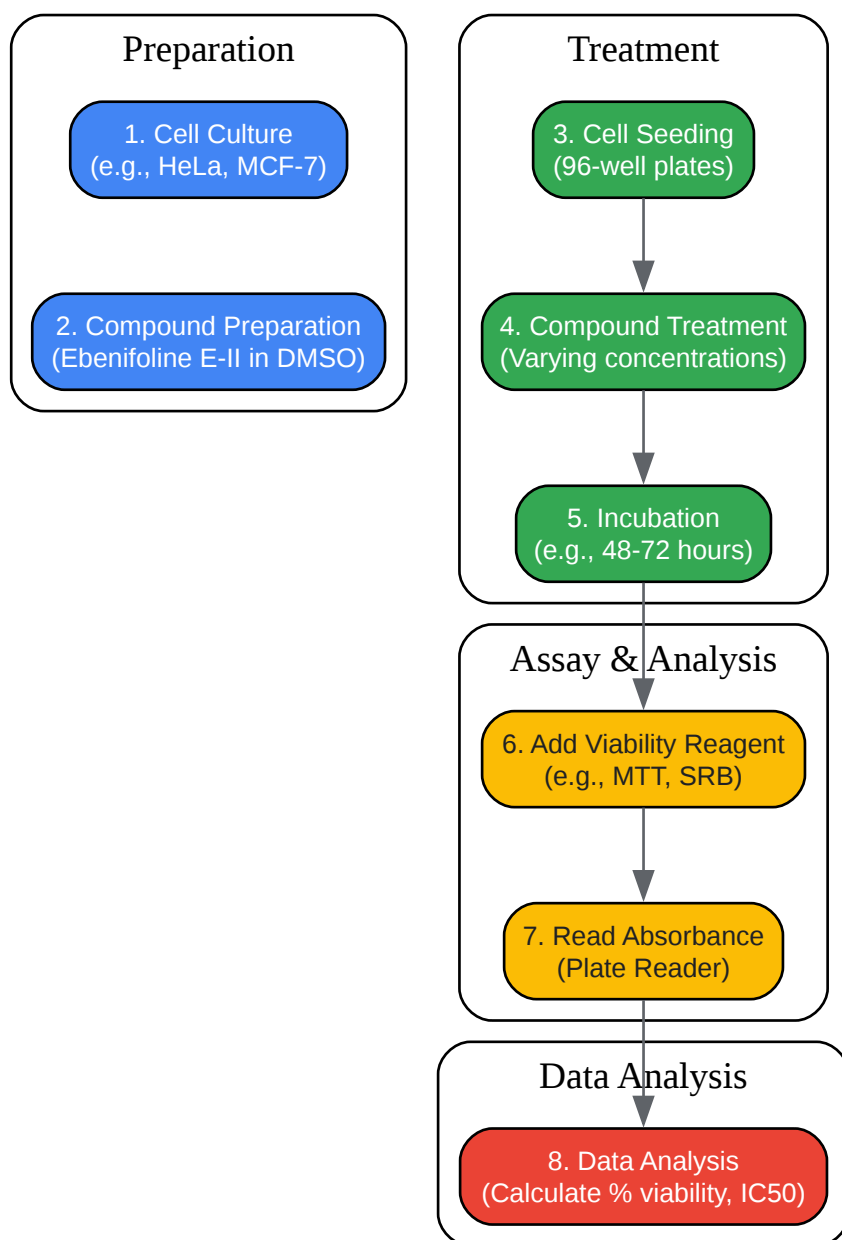 Preparation
1. Cell Culture
(e.g., HeLa, MCF-7)
2. Compound Preparation
(Ebenifoline E-II in DMSO)
Treatment
3. Cell Seeding
(96-well plates)
4. Compound Treatment
(Varying concentrations)
5. Incubation
(e.g., 48-72 hours)
Assay & Analysis
6. Add Viability Reagent
(e.g., MTT, SRB)
7. Read Absorbance
(Plate Reader)
Data Analysis
8. Data Analysis
(Calculate % viability, IC50)